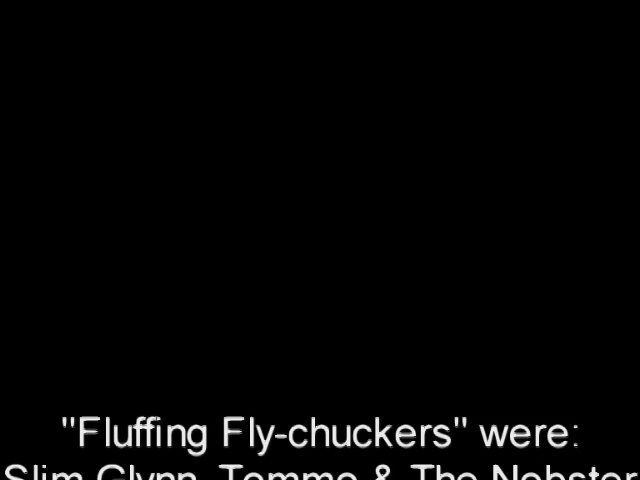 "Fluffing Fly-chuckers" were:
Slim Glynn, Tommo & The Nobster